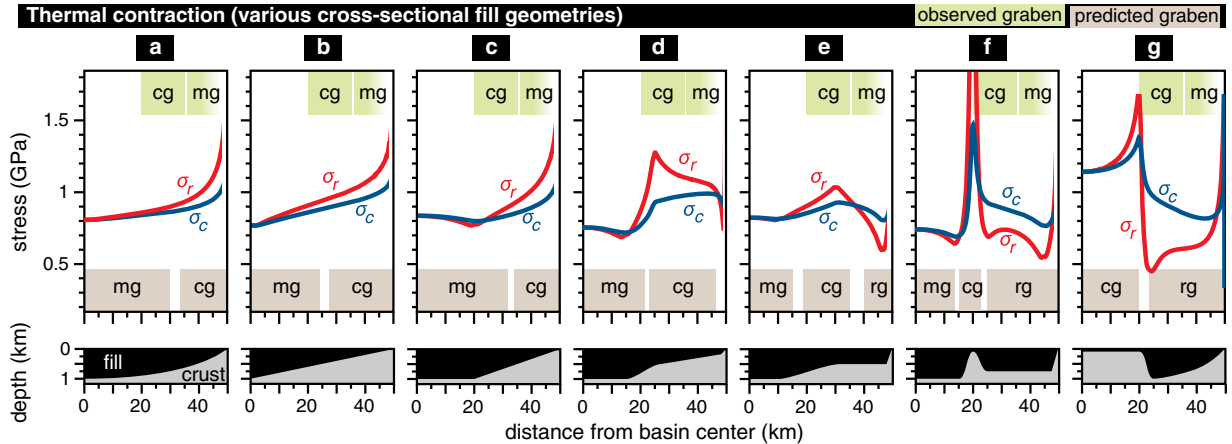 Thermal contraction (various cross-sectional fill geometries) observed graben predicted graben
a b c d e f g
cg mg cg mg cg mg cg mg cg mg cg mg cg mg
stress (GPa)
1.5
1
0.5
σr σc σr σc σr σc σr σc σr σc σc σr σc σr
mg cg mg cg mg cg mg cg mg cg rg mg cg rg cg rg
depth (km)
0
1
fill crust
0 20 40 0 20 40 0 20 40 0 20 40 0 20 40 0 20 40 0 20 40
distance from basin center (km)